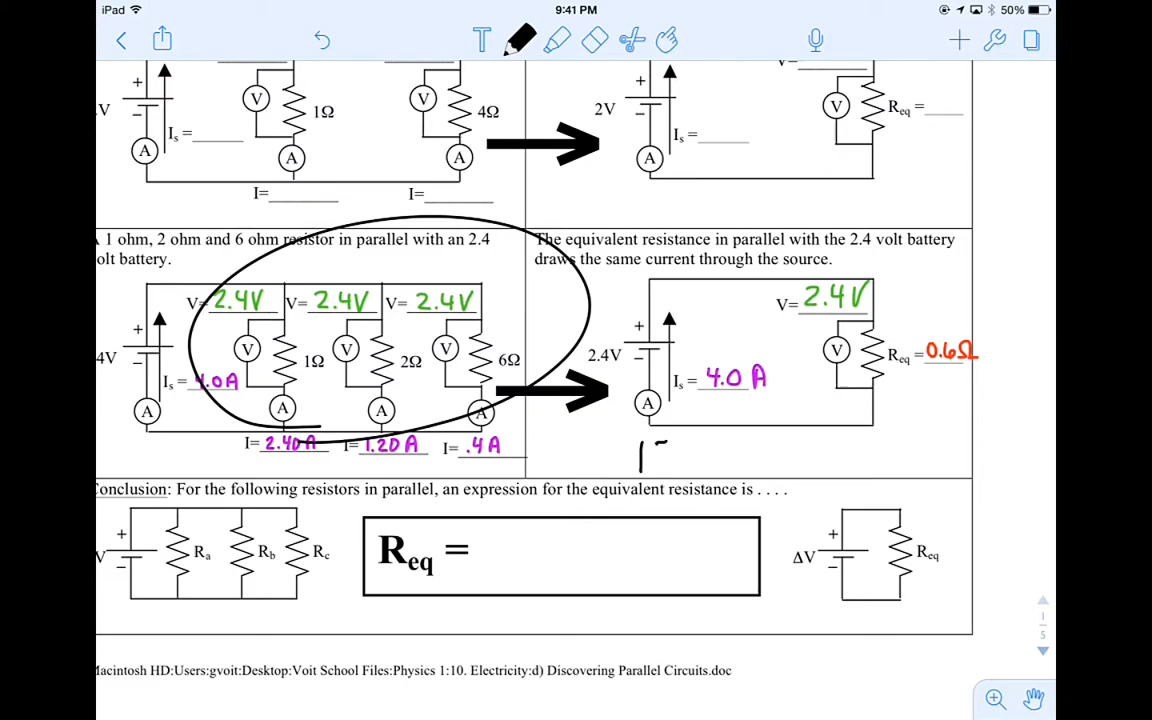 iPad 9:41 PM 50%
T
+ V 1Ω V 4Ω + V
V − Is = 2V − Is = Req =
A A A A
I= I=
1 ohm, 2 ohm and 6 ohm resistor in parallel with an 2.4
olt battery.
The equivalent resistance in parallel with the 2.4 volt battery
draws the same current through the source.
V= 2.4V V= 2.4V V= 2.4V
V= 2.4V
+ V 1Ω V 2Ω V 6Ω
4V − Is = 4.0A
A A A A
I= 2.40A I= 1.20A I= .4A
+ 2.4V − Is = 4.0 A V Req = 0.6Ω
A
Conclusion: For the following resistors in parallel, an expression for the equivalent resistance is . . . .
+ V − Ra Rb Rc
Req =
+ ΔV − Req
1
5
Macintosh HD:Users:gvoit:Desktop:Voit School Files:Physics 1:10. Electricity:d) Discovering Parallel Circuits.doc